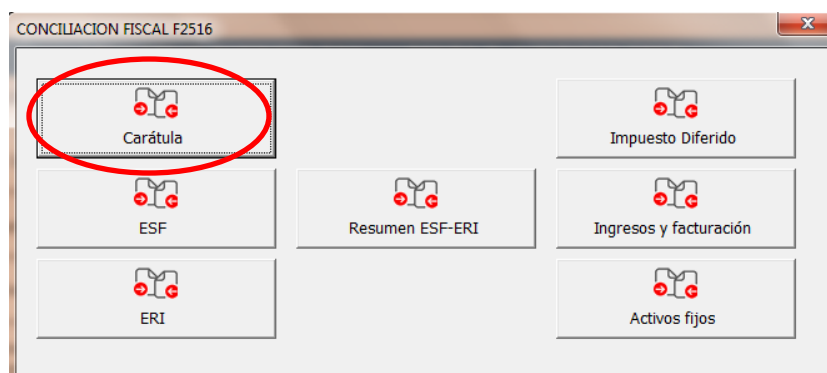 CONCILIACION FISCAL F2516
Carátula
Impuesto Diferido
ESF
Resumen ESF-ERI
Ingresos y facturación
ERI
Activos fijos